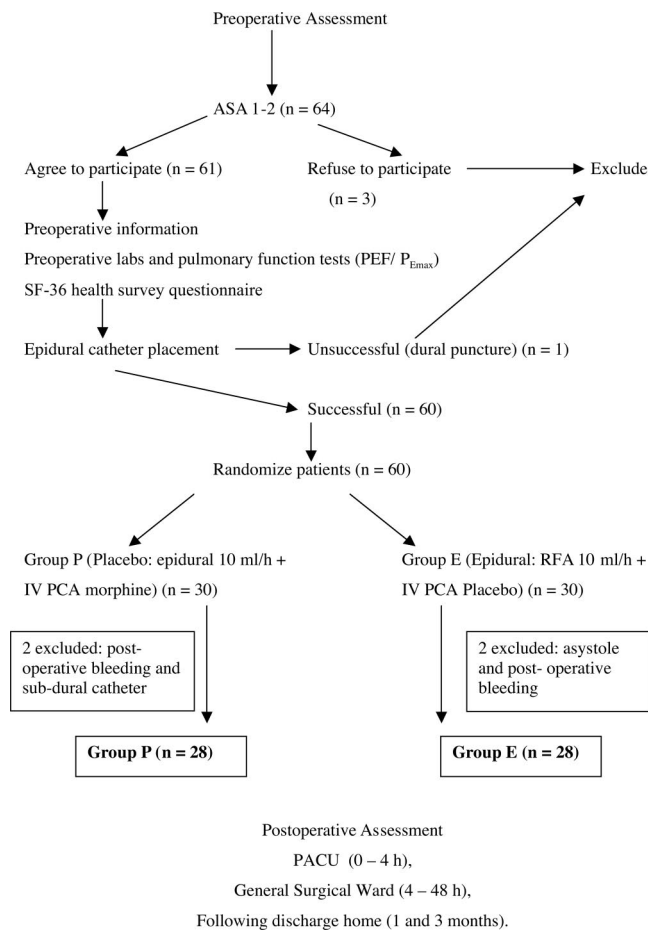 Preoperative Assessment
ASA 1-2 (n = 64)
Agree to participate (n = 61)
Refuse to participate
(n = 3)
Exclude
Preoperative information
Preoperative labs and pulmonary function tests (PEF/ PEmax)
SF-36 health survey questionnaire
Epidural catheter placement
Unsuccessful (dural puncture) (n = 1)
Successful (n = 60)
Randomize patients (n = 60)
Group P (Placebo: epidural 10 ml/h +
IV PCA morphine) (n = 30)
Group E (Epidural: RFA 10 ml/h +
IV PCA Placebo) (n = 30)
2 excluded: post-
operative bleeding and
sub-dural catheter
2 excluded: asystole
and post- operative
bleeding
Group P (n = 28)
Group E (n = 28)
Postoperative Assessment
PACU (0 – 4 h),
General Surgical Ward (4 – 48 h),
Following discharge home (1 and 3 months).